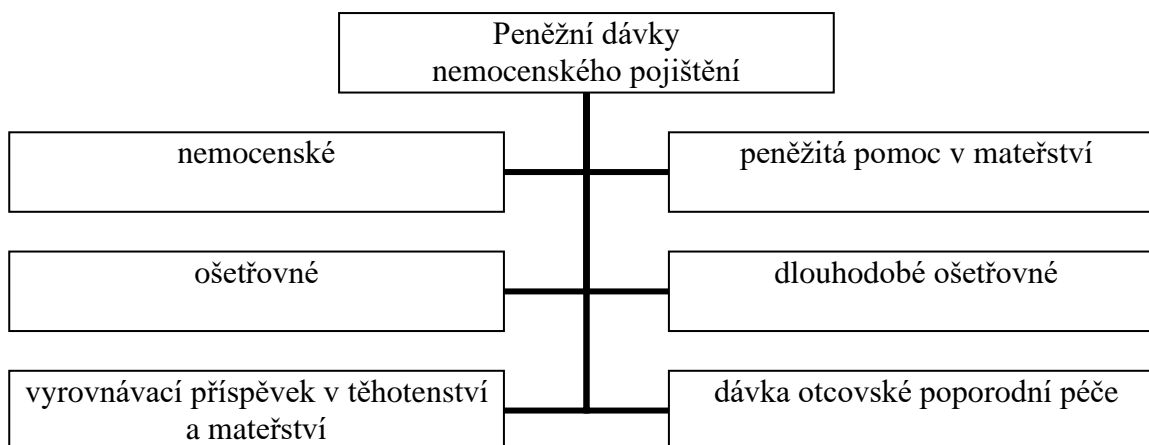 Peněžní dávky
nemocenského pojištění
nemocenské
peněžitá pomoc v mateřství
ošetřovné
dlouhodobé ošetřovné
vyrovnávací příspěvek v těhotenství
a mateřství
dávka otcovské poporodní péče